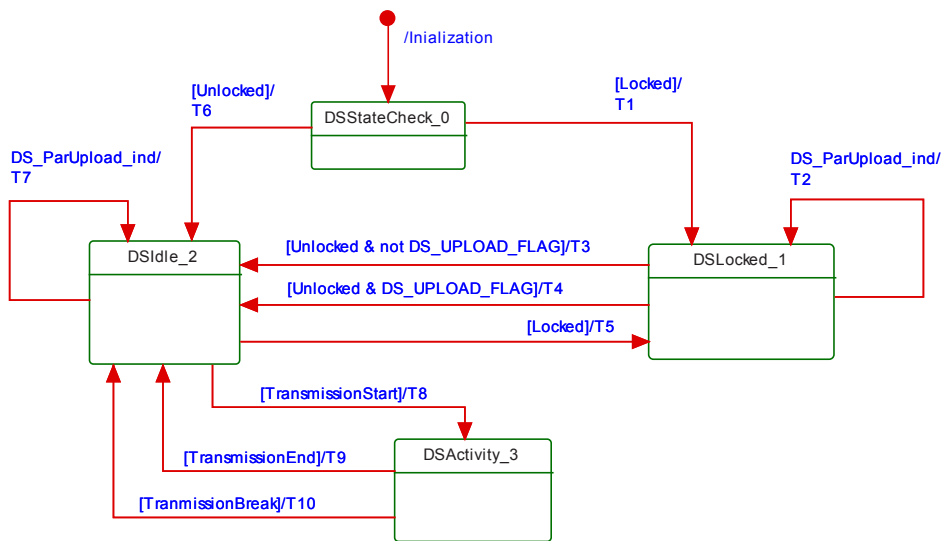 /Inialization
[Unlocked]/
T6
[Locked]/
T1
DSStateCheck_0
DS_ParUpload_ind/
T7
DS_ParUpload_ind/
T2
DSIdle_2
[Unlocked & not DS_UPLOAD_FLAG]/T3
DSLocked_1
[Unlocked & DS_UPLOAD_FLAG]/T4
[Locked]/T5
[TransmissionStart]/T8
DSActivity_3
[TransmissionEnd]/T9
[TranmissionBreak]/T10